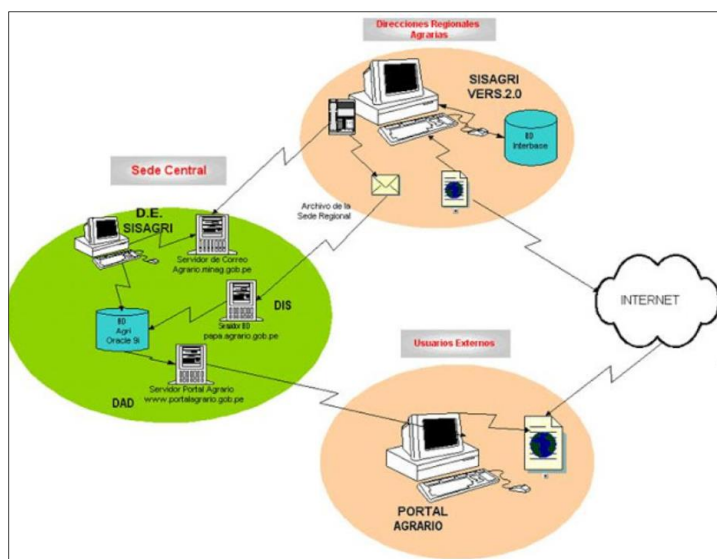 Direcciones Regionales
Agrarias
SISAGRI
VERS.2.0
BD
Interbase
Sede Central
Archivo de la
Sede Regional
D.E.
SISAGRI
Servidor de Correo
Agrario.minag.gob.pe
DIS
Servidor BD
papa.agrario.gob.pe
BD
Agri
Oracle 9i
Servidor Portal Agrario
www.portalagrario.gob.pe
DAD
INTERNET
Usuarios Externos
PORTAL
AGRARIO